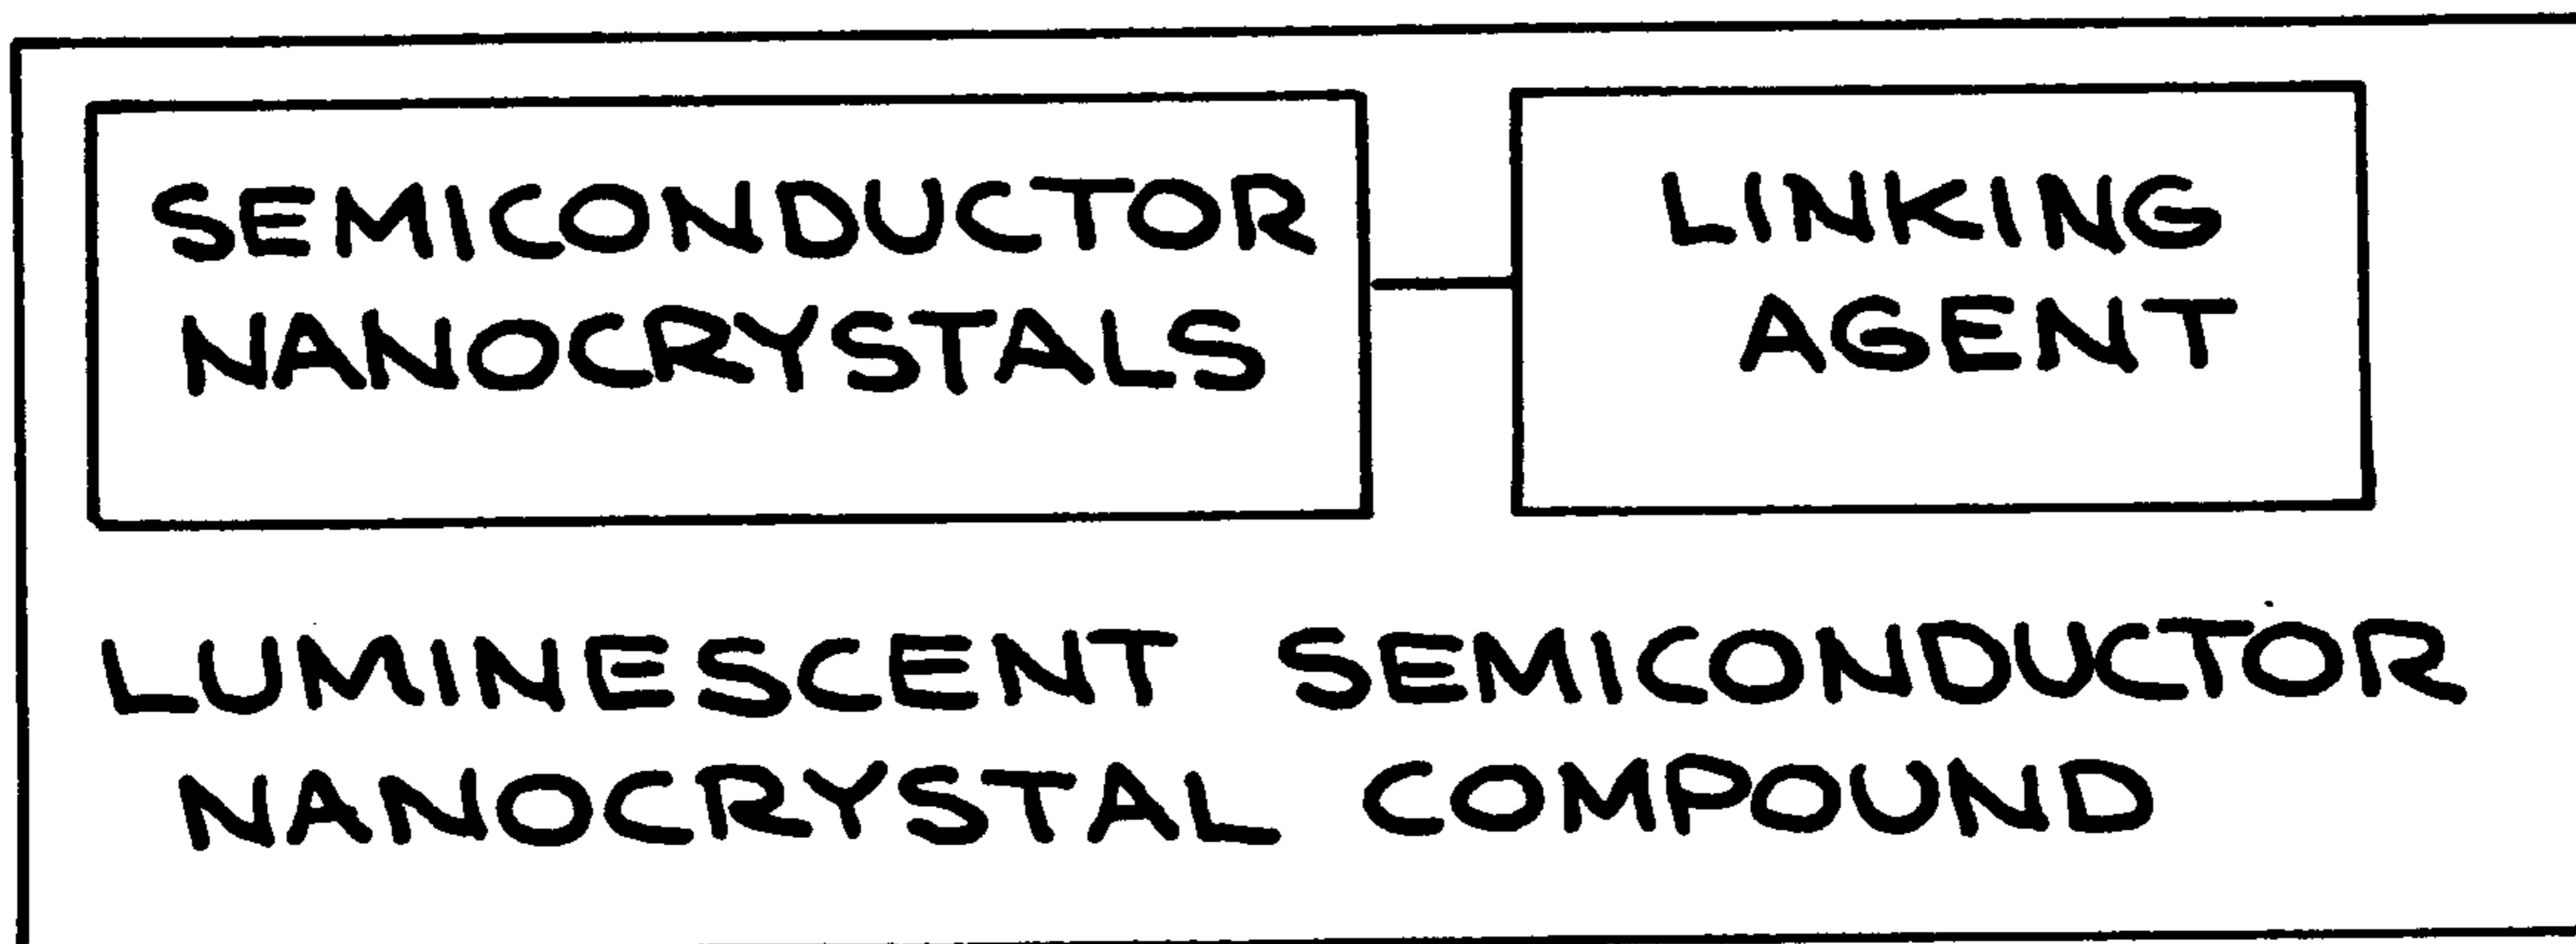 SEMICONDUCTOR
NANOCRYSTALS
LINKING
AGENT
LUMINESCENT SEMICONDUCTOR
NANOCRYSTAL COMPOUND